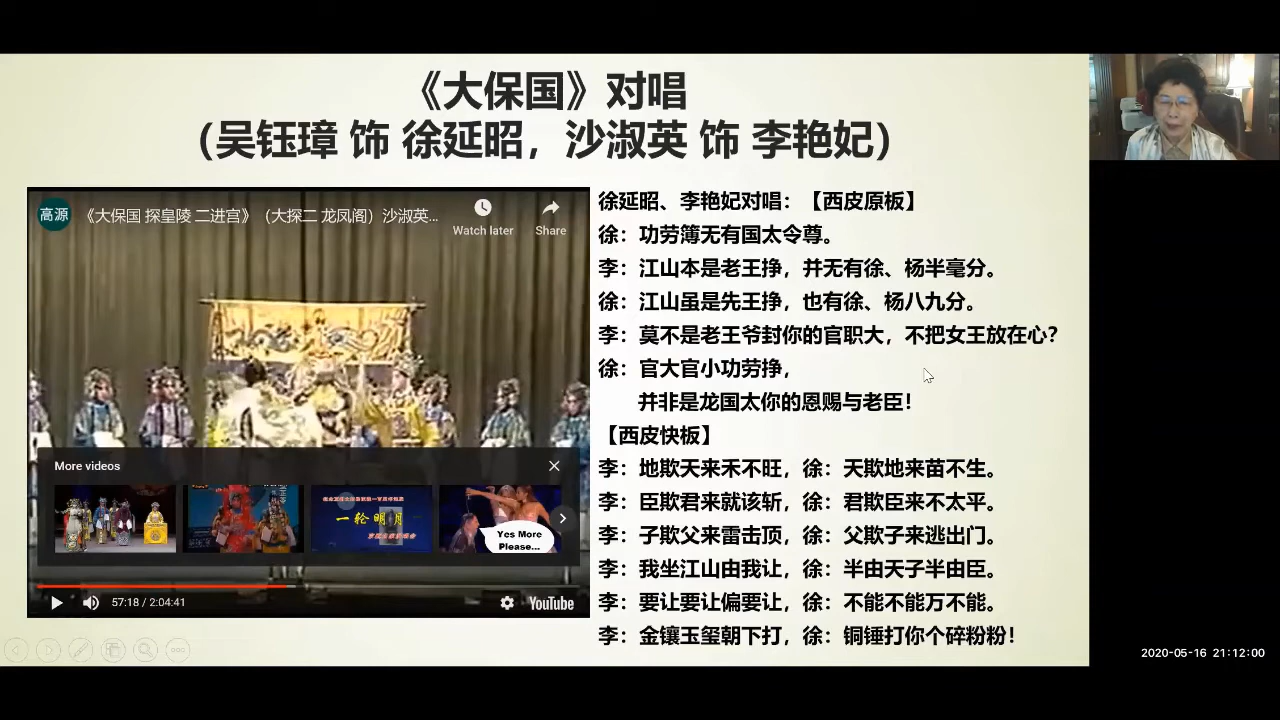 《大保国》对唱
（吴钰璋 饰 徐延昭，沙淑英 饰 李艳妃）
高源 《大保国 探皇陵 二进宫》（大探二 龙凤阁）沙淑英...
Watch later
Share
More videos
一轮明月
Yes More
Please...
57:18 / 2:04:41
YouTube
徐延昭、李艳妃对唱：【西皮原板】
徐：功劳簿无有国太令尊。
李：江山本是老王挣，并无有徐、杨半毫分。
徐：江山虽是先王挣，也有徐、杨八九分。
李：莫不是老王爷封你的官职大，不把女王放在心？
徐：官大官小功劳挣，
并非是龙国太你的恩赐与老臣！
【西皮快板】
李：地欺天来禾不旺，徐：天欺地来苗不生。
李：臣欺君来就该斩，徐：君欺臣来不太平。
李：子欺父来雷击顶，徐：父欺子来逃出门。
李：我坐江山由我让，徐：半由天子半由臣。
李：要让要让偏要让，徐：不能不能万不能。
李：金镶玉玺朝下打，徐：铜锤打你个碎粉粉！
2020-05-16 21:12:00